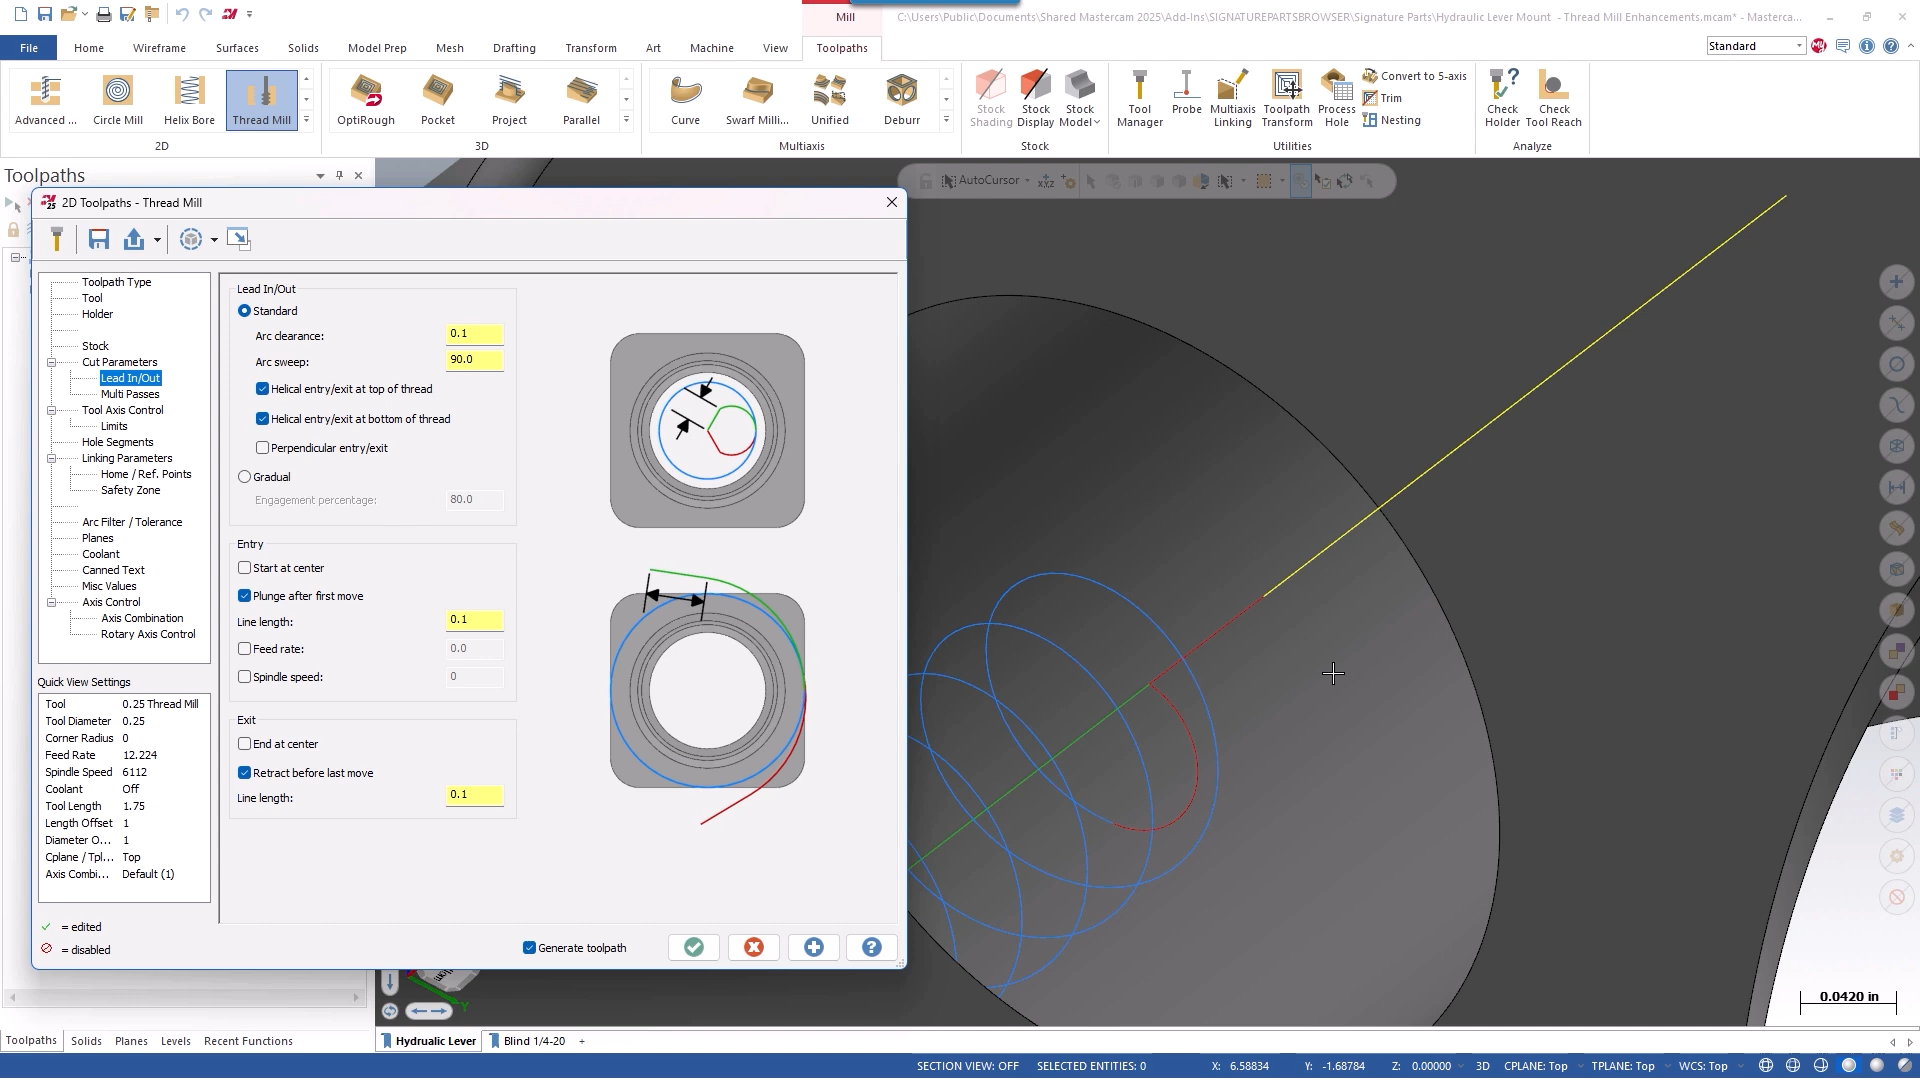 Mill
C:\Users\Public\Documents\Shared Mastercam 2025\Add-Ins\SIGNATUREPARTSBROWSER\Signature Parts\Hydraulic Lever Mount - Thread Mill Enhancements.mcam* - Masterca...
File Home Wireframe Surfaces Solids Model Prep Mesh Drafting Transform Art Machine View Toolpaths Standard
Advanced ... Circle Mill Helix Bore Thread Mill
2D
OptiRough Pocket Project Parallel
3D
Curve Swarf Milli... Unified Deburr
Multiaxis
Stock Shading Stock Display Stock Model
Stock
Tool Manager Probe Multiaxis Linking Toolpath Transform Process Hole
Convert to 5-axis
Trim
Nesting
Utilities
Check Holder Check Tool Reach
Analyze
Toolpaths
AutoCursor
25
2D Toolpaths - Thread Mill
Toolpath Type
Tool
Holder
Stock
Cut Parameters
Lead In/Out
Multi Passes
Tool Axis Control
Limits
Hole Segments
Linking Parameters
Home / Ref. Points
Safety Zone
Arc Filter / Tolerance
Planes
Coolant
Canned Text
Misc Values
Axis Control
Axis Combination
Rotary Axis Control
Quick View Settings
Tool 0.25 Thread Mill
Tool Diameter 0.25
Corner Radius 0
Feed Rate 12.224
Spindle Speed 6112
Coolant Off
Tool Length 1.75
Length Offset 1
Diameter O... 1
Cplane / Tpl... Top
Axis Combi... Default (1)
= edited
= disabled
Lead In/Out
Standard
Arc clearance: 0.1
Arc sweep: 90.0
Helical entry/exit at top of thread
Helical entry/exit at bottom of thread
Perpendicular entry/exit
Gradual
Engagement percentage: 80.0
Entry
Start at center
Plunge after first move
Line length: 0.1
Feed rate: 0.0
Spindle speed: 0
Exit
End at center
Retract before last move
Line length: 0.1
Generate toolpath
Y
0.0420 in
Toolpaths Solids Planes Levels Recent Functions
Hydrualic Lever Blind 1/4-20 +
SECTION VIEW: OFF SELECTED ENTITIES: 0 X: 6.58834 Y: -1.68784 Z: 0.00000 3D CPLANE: Top TPLANE: Top WCS: Top